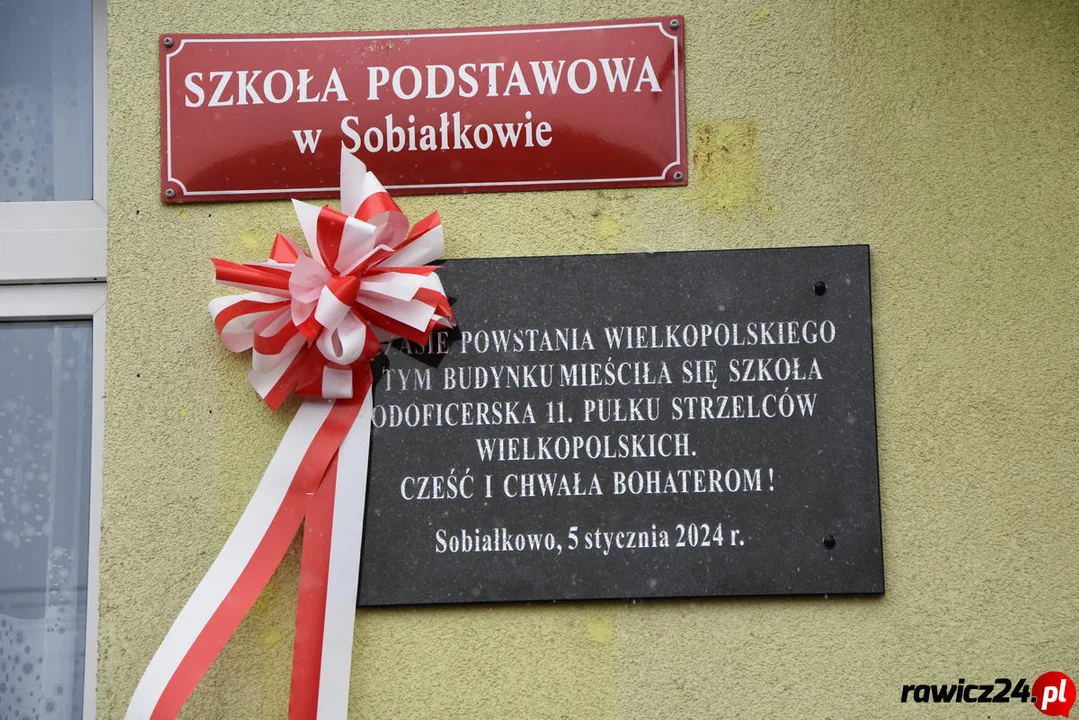 SZKOŁA PODSTAWOWA
w Sobiałkowie
POWSTANIA WIELKOPOLSKIEGO
TYM BUDYNKU MIEŚCIŁA SIĘ SZKOŁA
ODOFICERSKA 11. PUŁKU STRZELCÓW
WIELKOPOLSKICH.
CZEŚĆ I CHWAŁA BOHATEROM!
Sobiałkowo, 5 stycznia 2024 r.
rawicz24.pl